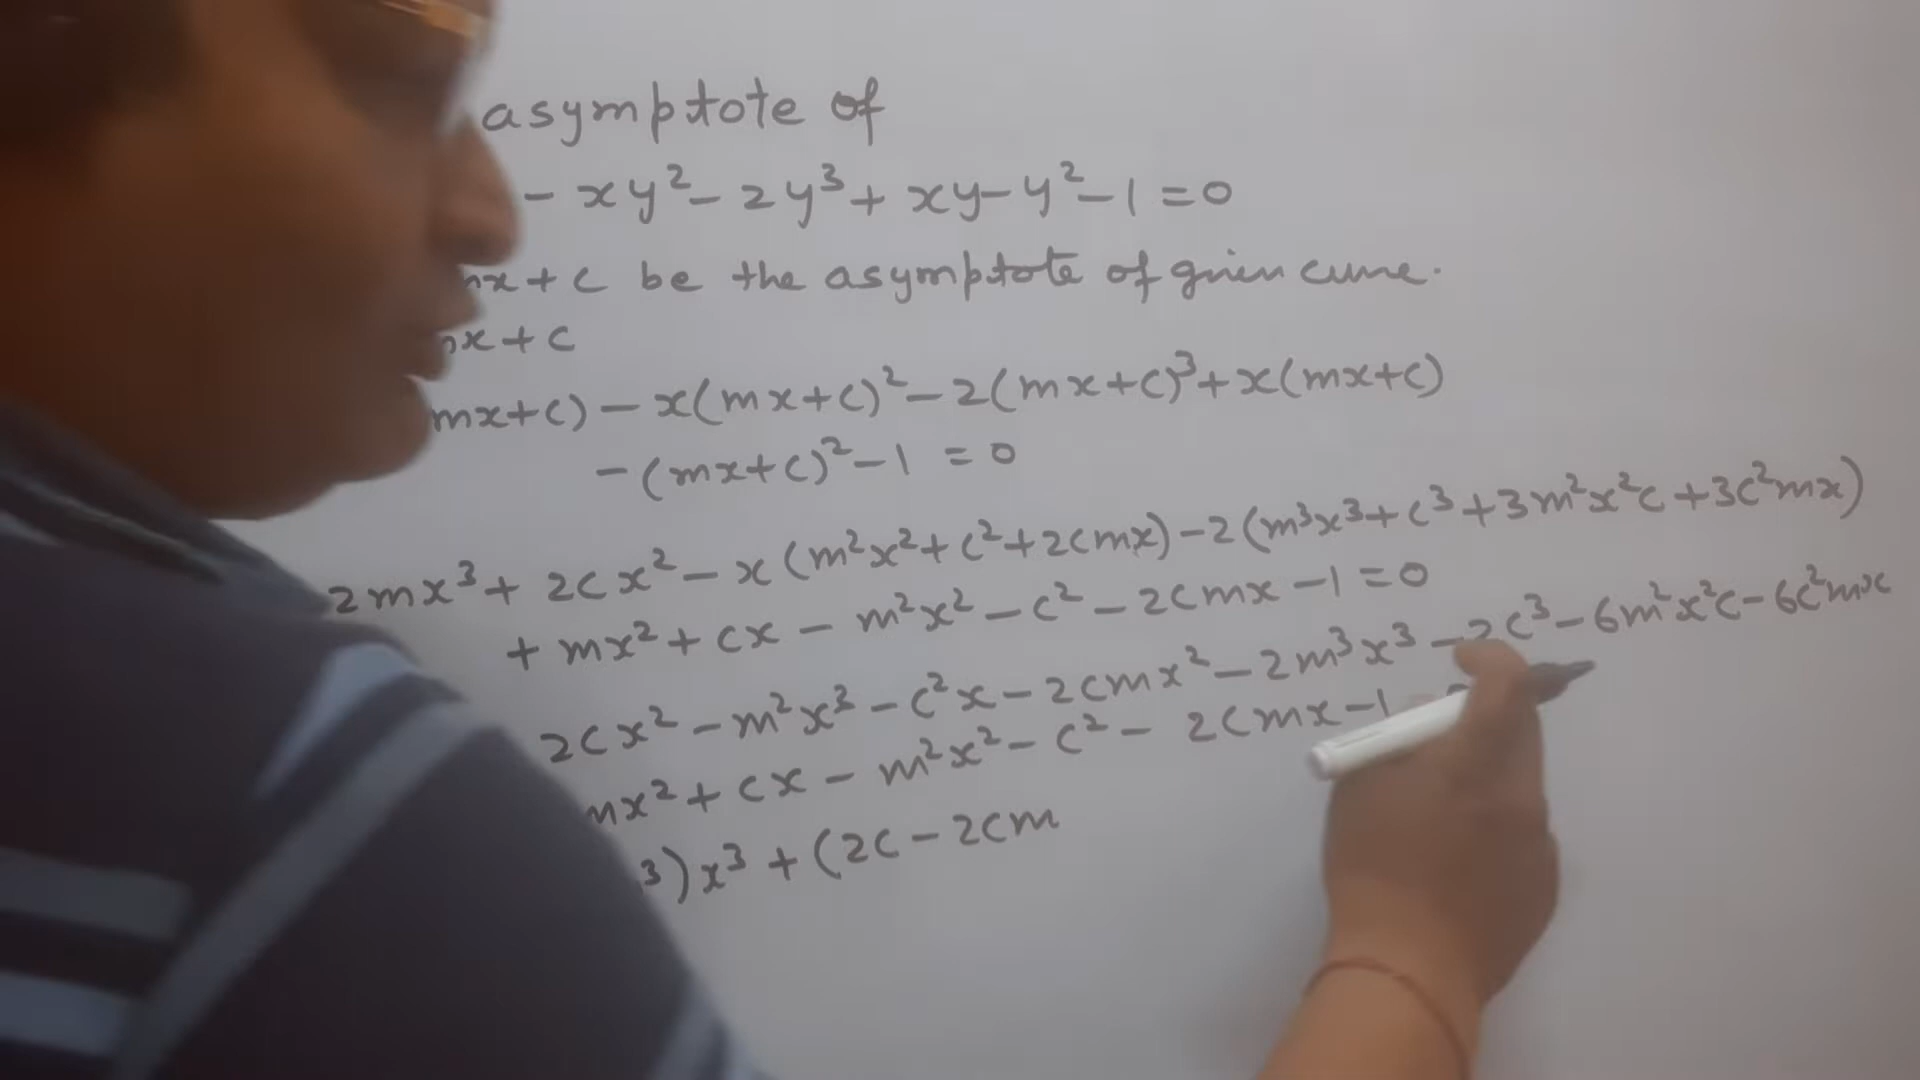 asymptote of
- xy² - 2y³ + xy - y² - 1 = 0
mx + c be the asymptote of given curve.
mx + c
mx+c) - x(mx+c)² - 2(mx+c)³ + x(mx+c)
- (mx+c)² - 1 = 0
2mx³ + 2cx² - x(m²x² + c² + 2cmx) - 2(m³x³ + c³ + 3m²x²c + 3c²mx)
+ mx² + cx - m²x² - c² - 2cmx - 1 = 0
2cx² - m²x³ - c²x - 2cmx² - 2m³x³ - 2c³ - 6m²x²c - 6c²mx
mx² + cx - m²x² - c² - 2cmx - 1
³)x³ + (2c - 2cm